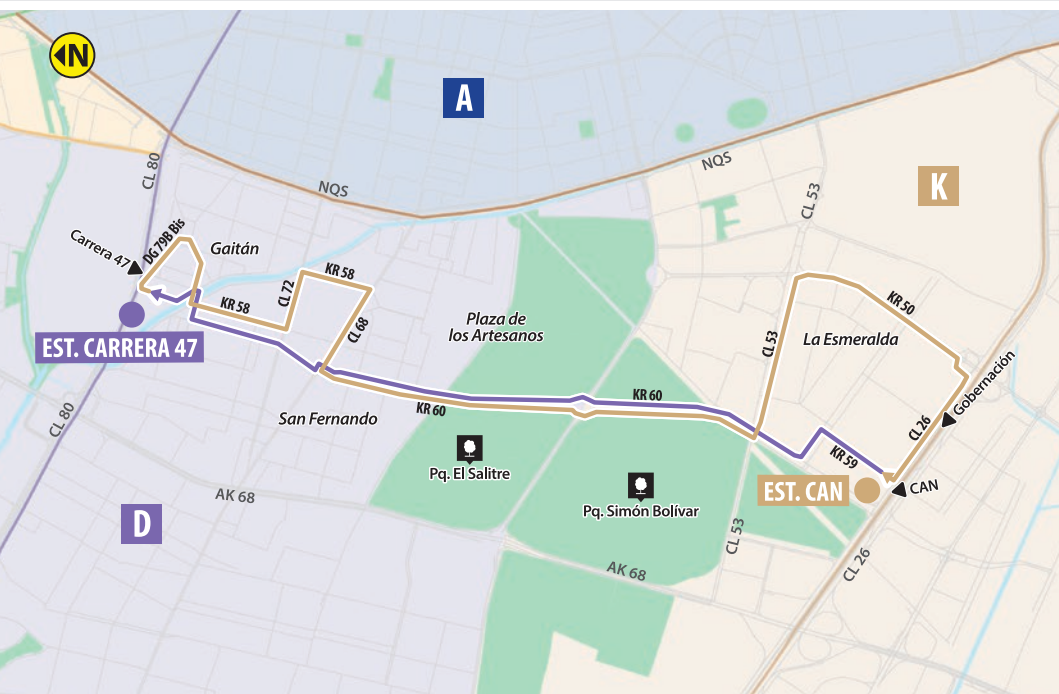 N
A
K
D
CL 80
NQS
NQS
CL 53
Carrera 47
DG 79B Bis
Gaitán
KR 58
KR 58
CL 72
CL 68
EST. CARRERA 47
Plaza de
los Artesanos
KR 50
CL 53
La Esmeralda
Gobernación
KR 60
KR 60
San Fernando
CL 80
CL 26
KR 59
Pq. El Salitre
EST. CAN
CAN
AK 68
Pq. Simón Bolívar
CL 53
AK 68
CL 26